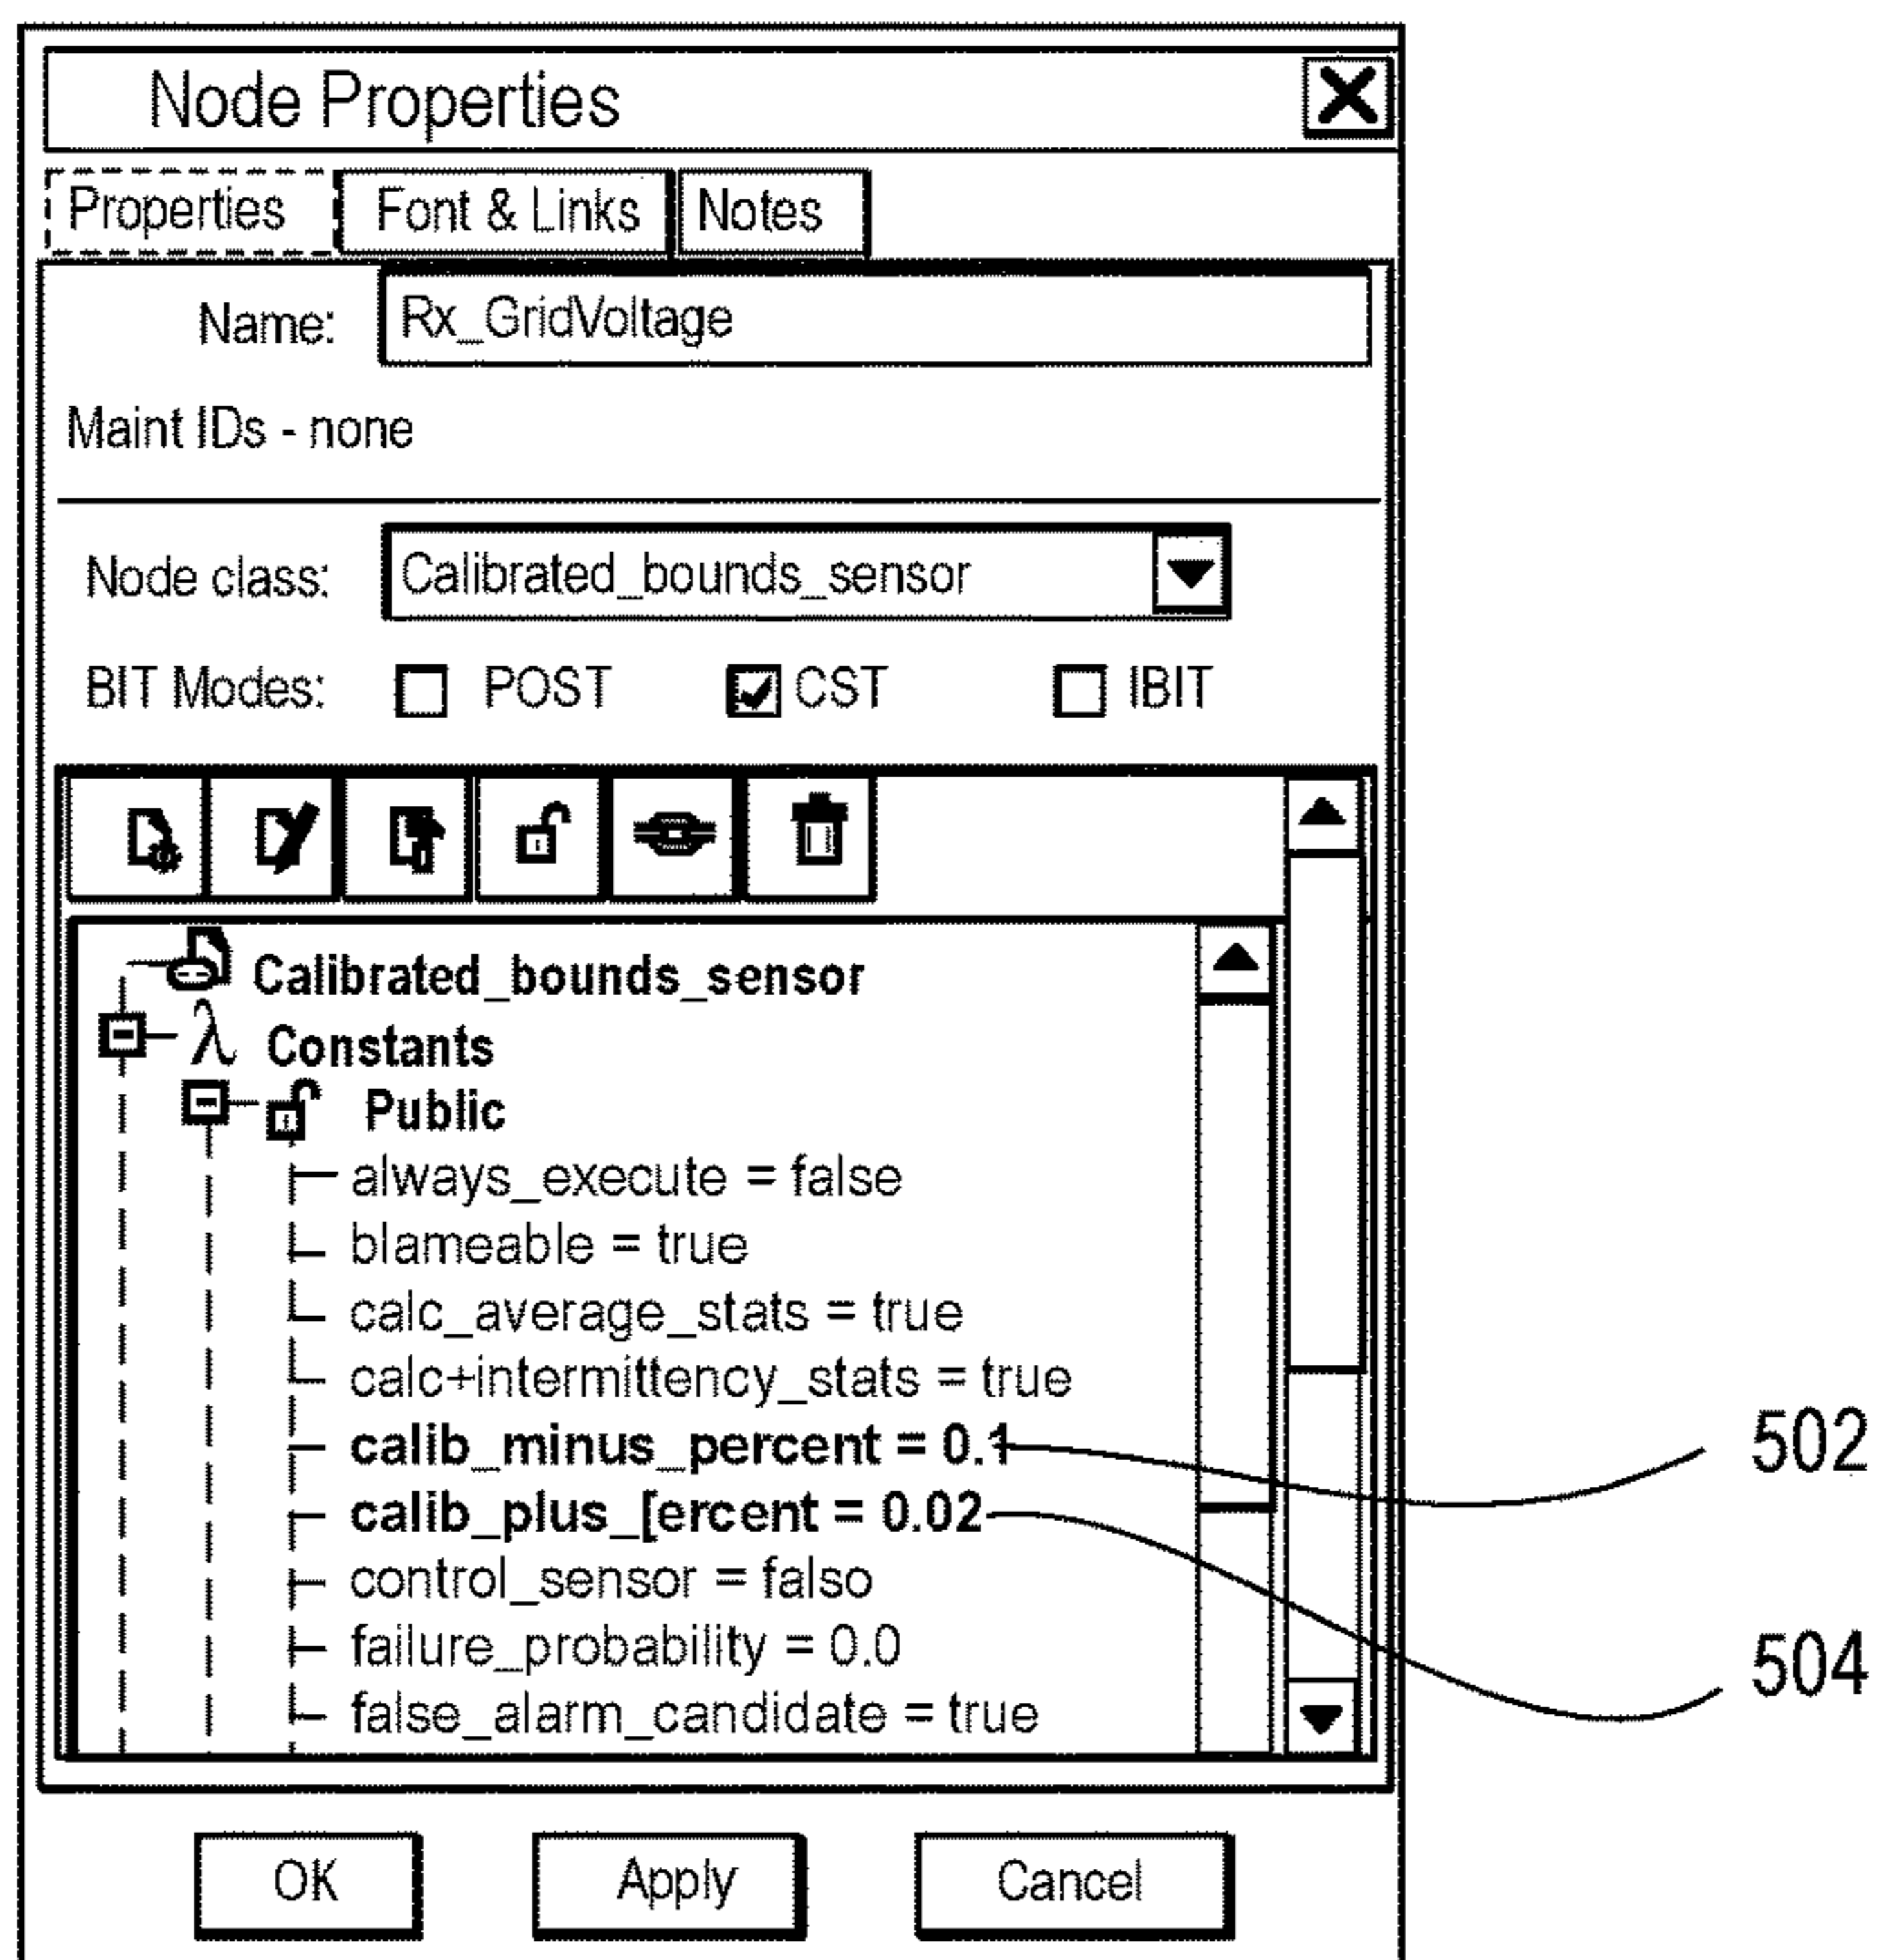 Node Properties
Properties Font & Links Notes
Name: Rx_GridVoltage
Maint IDs - none
Node class: Calibrated_bounds_sensor
BIT Modes: POST CST IBIT
Calibrated_bounds_sensor
λ Constants
Public
always_execute = false
blameable = true
calc_average_stats = true
calc+intermittency_stats = true
calib_minus_percent = 0.1
502
calib_plus_[ercent = 0.02
control_sensor = falso
504
failure_probability = 0.0
false_alarm_candidate = true
OK Apply Cancel